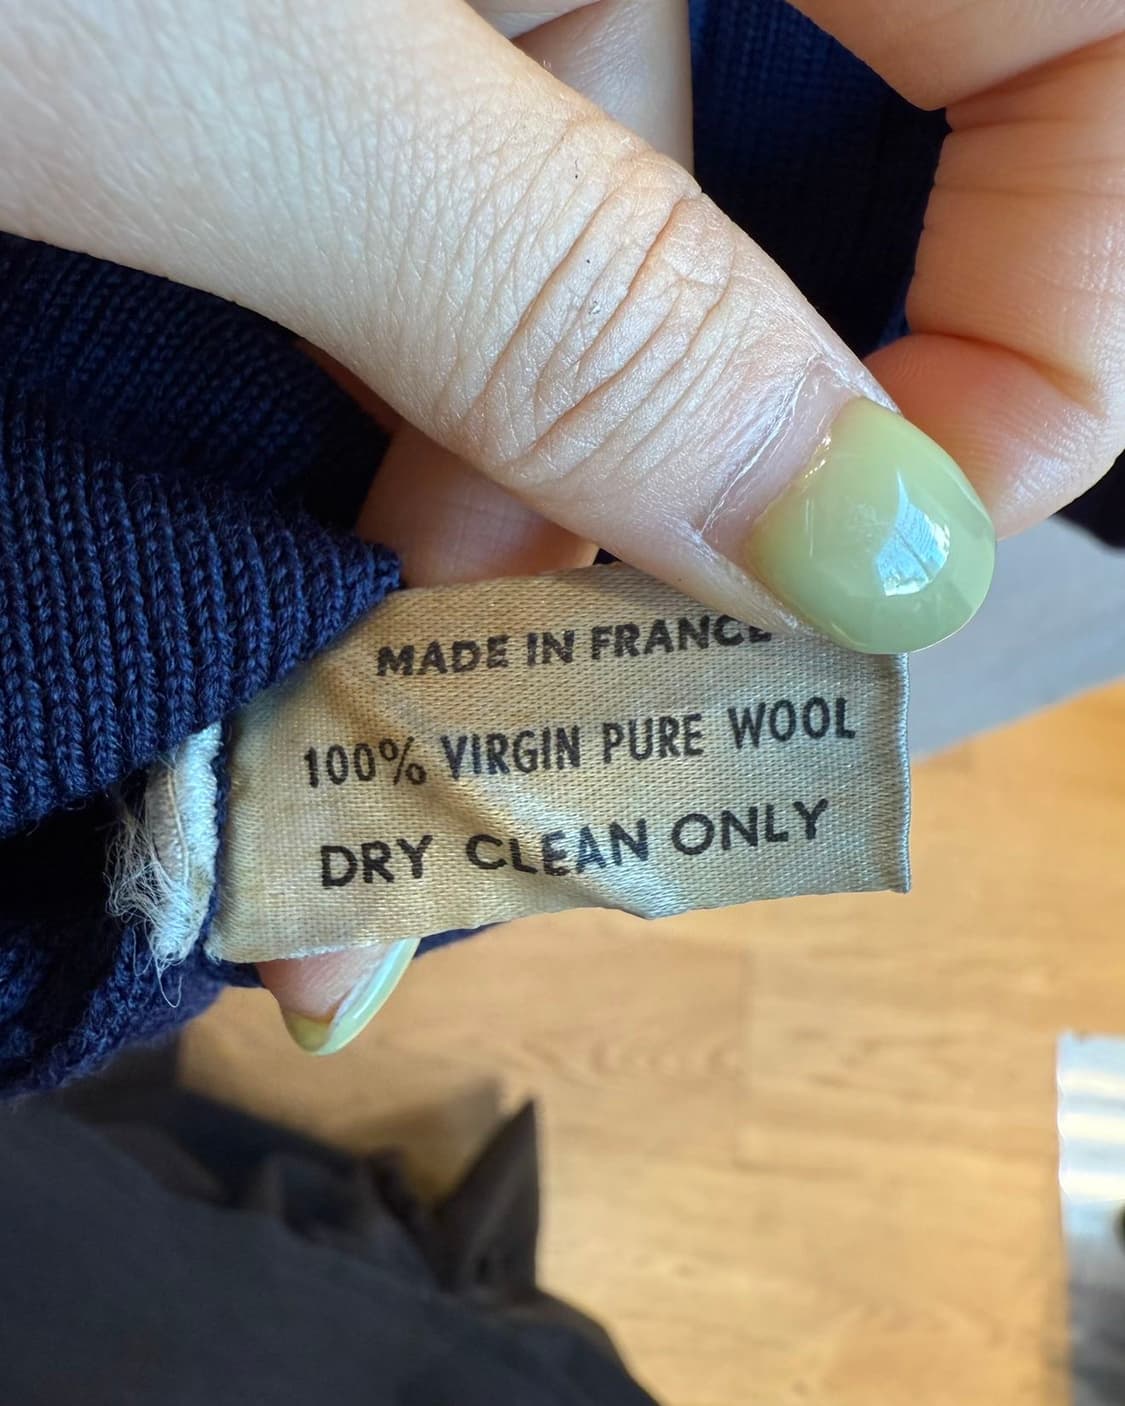 MADE IN FRANCE
100% VIRGIN PURE WOOL
DRY CLEAN ONLY